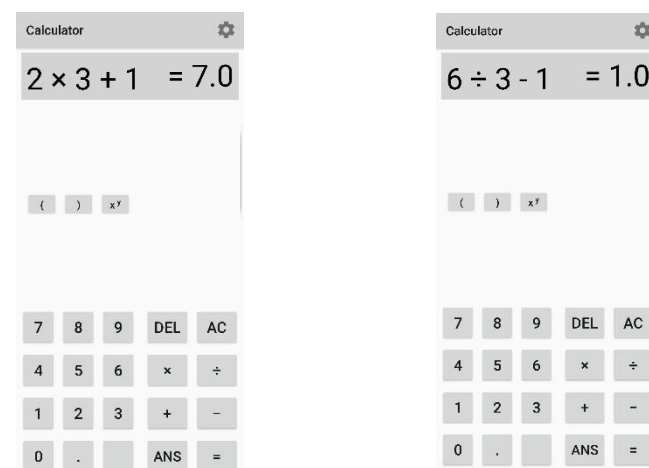 Calculator
2 × 3 + 1 = 7.0
( ) xʸ
7 8 9 DEL AC
4 5 6 × ÷
1 2 3 + −
0 . ANS =
Calculator
6 ÷ 3 - 1 = 1.0
( ) xʸ
7 8 9 DEL AC
4 5 6 × ÷
1 2 3 + −
0 . ANS =